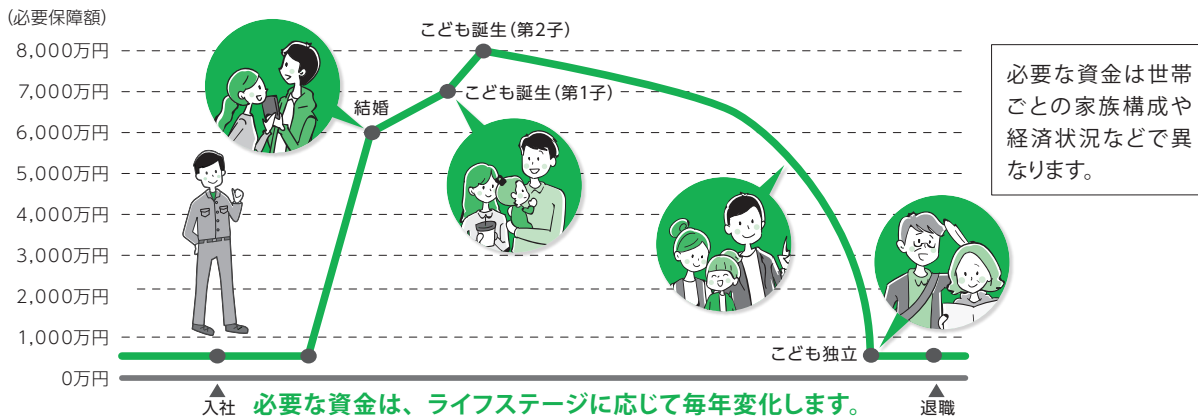 (必要保障額)
8,000万円
7,000万円
6,000万円
5,000万円
4,000万円
3,000万円
2,000万円
1,000万円
0万円
結婚
こども誕生(第2子)
こども誕生(第1子)
こども独立
入社
退職
必要な資金は、ライフステージに応じて毎年変化します。
必要な資金は世帯
ごとの家族構成や
経済状況などで異
なります。